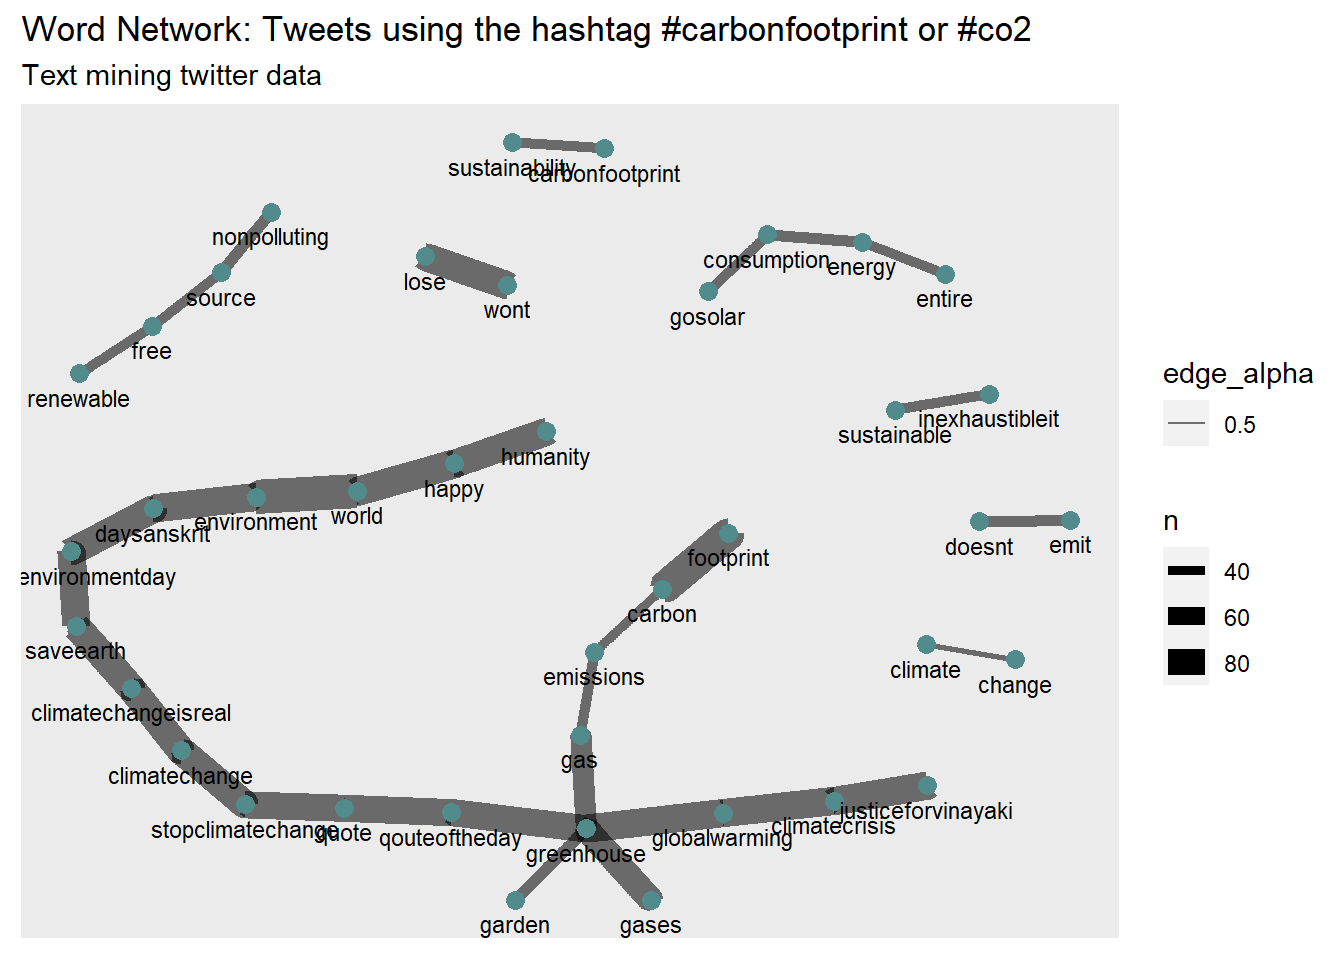 Word Network: Tweets using the hashtag #carbonfootprint or #co2
Text mining twitter data
sustainability
carbonfootprint
nonpolluting
source
free
renewable
lose
wont
consumption
energy
entire
gosolar
inexhaustibleit
sustainable
humanity
happy
world
environment
daysanskrit
environmentday
saveearth
climatechangeisreal
climatechange
stopclimatechange
quote
qouteoftheday
greenhouse
globalwarming
climatecrisis
justiceforvinayaki
footprint
carbon
emissions
gas
garden
gases
doesnt
emit
climate
change
edge_alpha
0.5
n
40
60
80